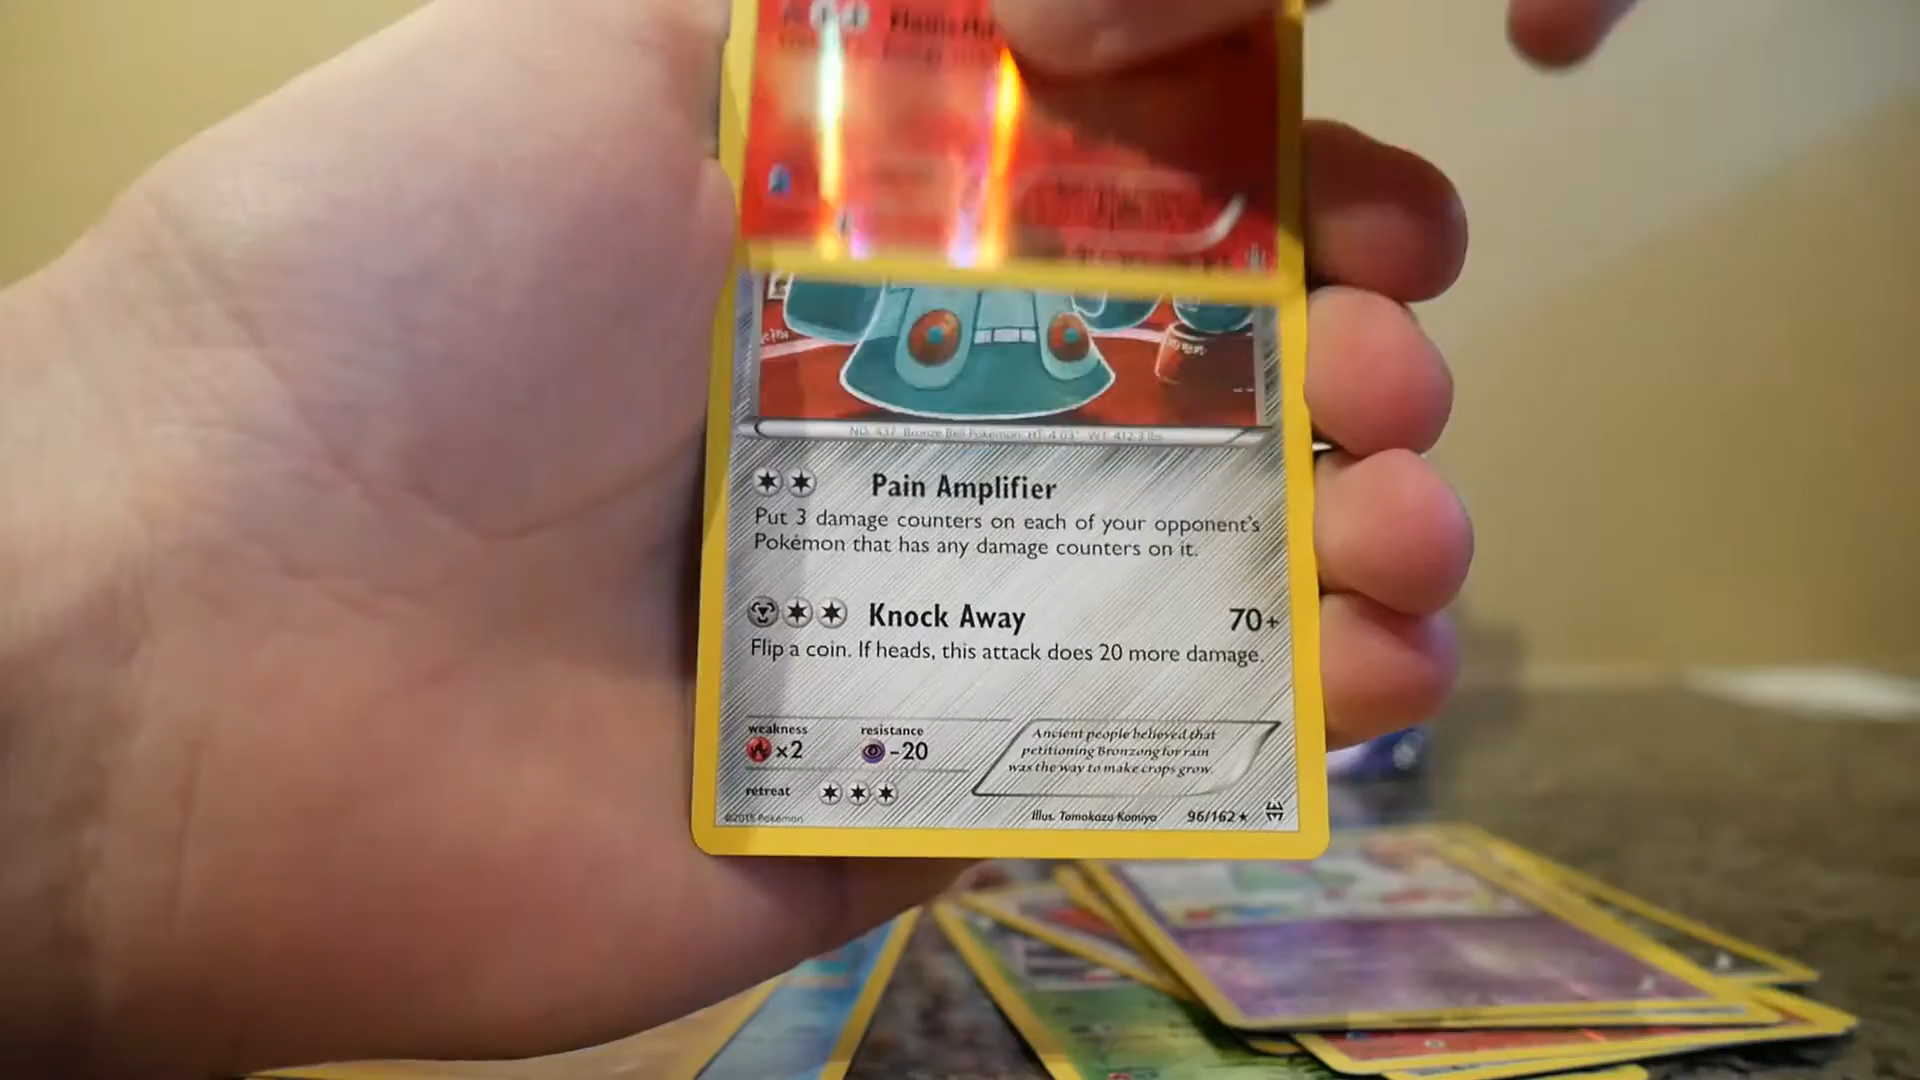 NO. 437 Bronze Bell Pokémon HT: 4'03" WT: 412.3 lbs.
Pain Amplifier
Put 3 damage counters on each of your opponent's
Pokémon that has any damage counters on it.
Knock Away 70+
Flip a coin. If heads, this attack does 20 more damage.
weakness resistance
×2 -20
Ancient people believed that
petitioning Bronzong for rain
was the way to make crops grow.
retreat
©2015 Pokémon Illus. Tomokazu Komiya 96/162 ★